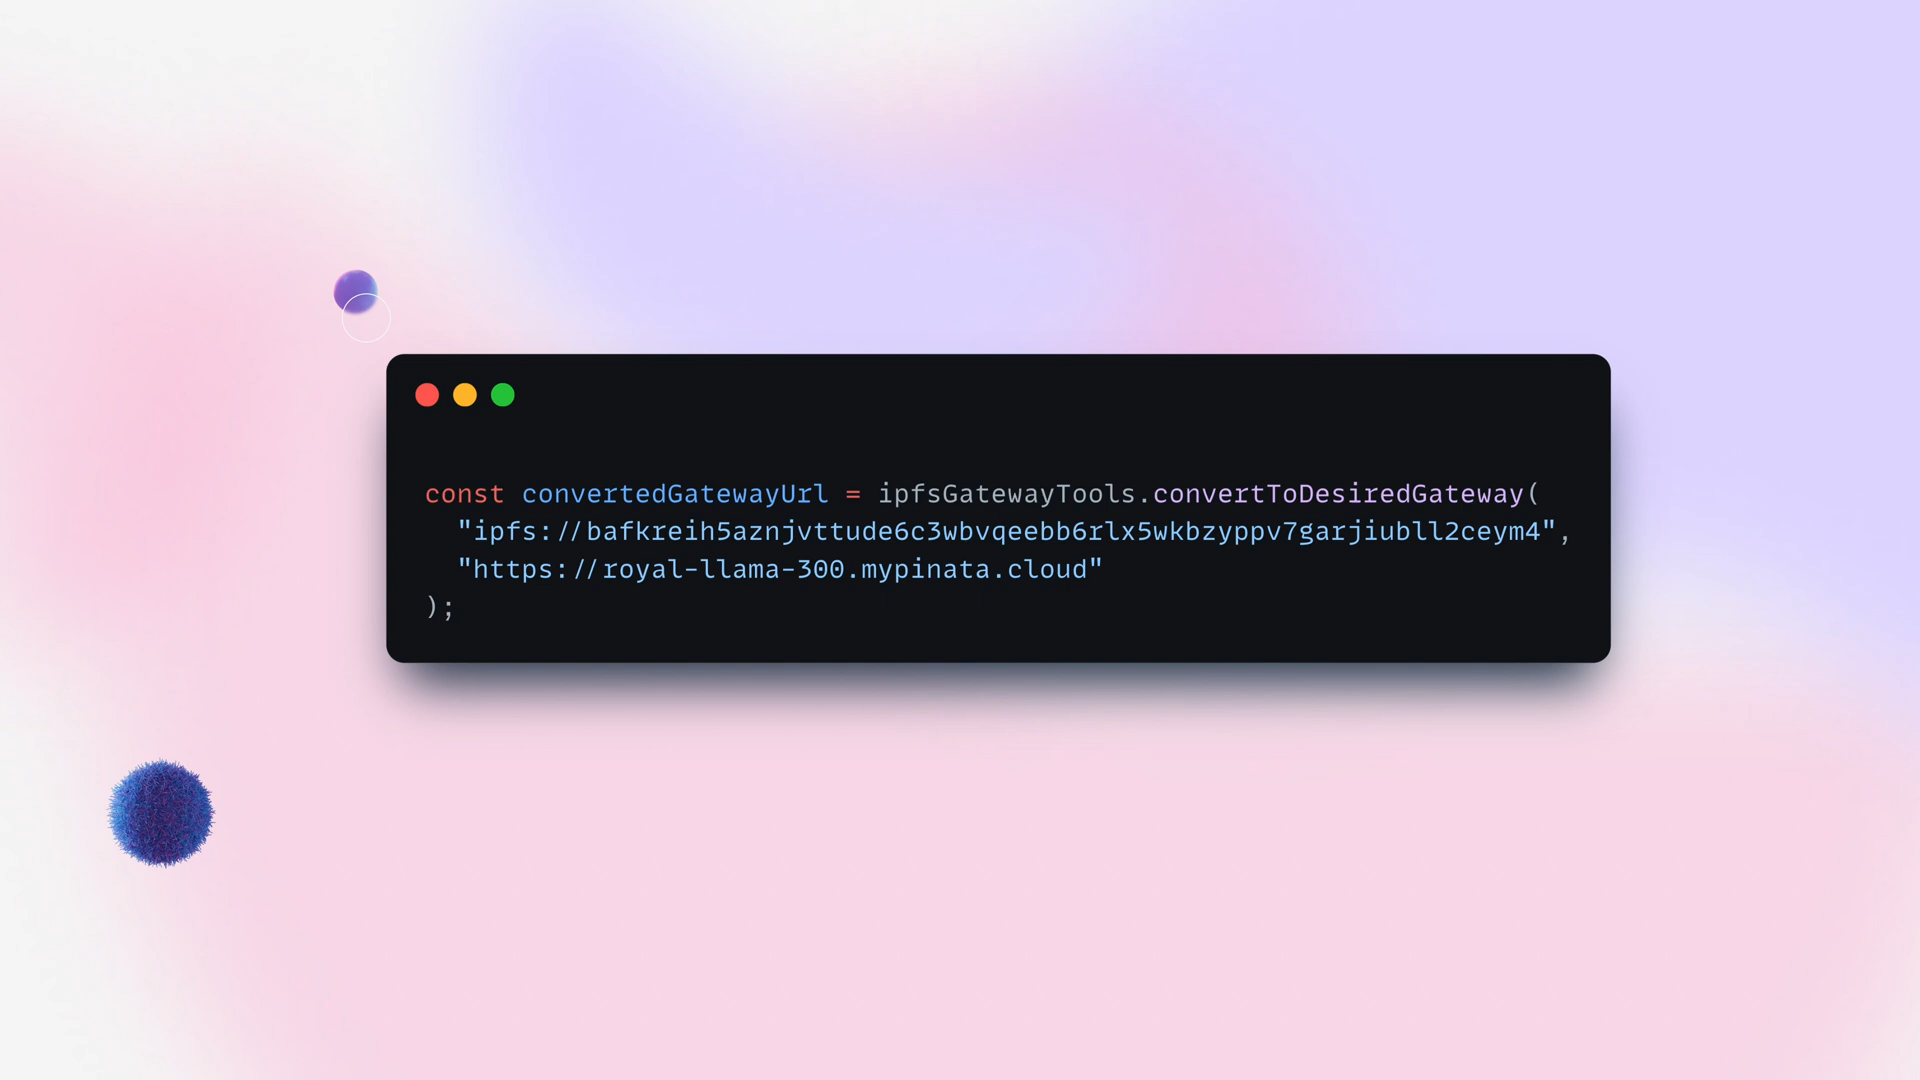 const convertedGatewayUrl = ipfsGatewayTools.convertToDesiredGateway(
"ipfs://bafkreih5aznjvttude6c3wbvqeebb6rlx5wkbzyppv7garjiubll2ceym4",
"https://royal-llama-300.mypinata.cloud"
);